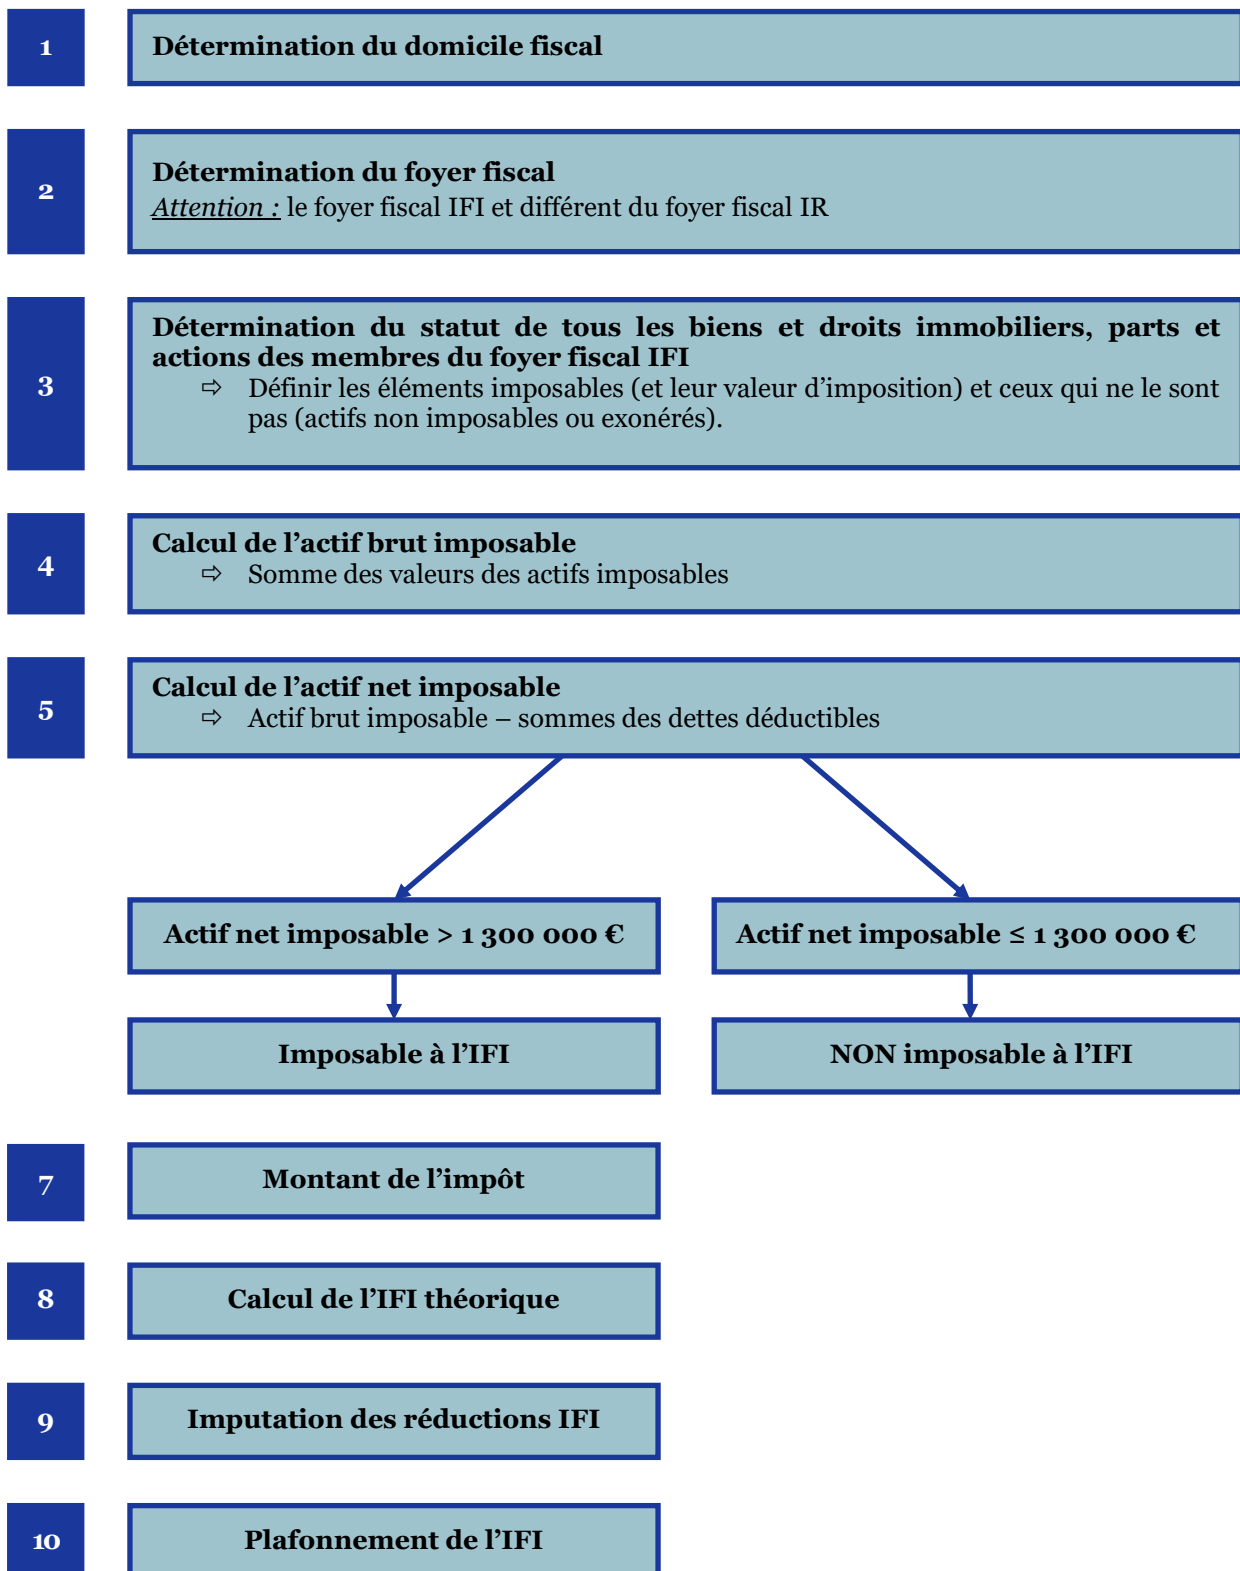 1
Détermination du domicile fiscal
2
Détermination du foyer fiscal
Attention : le foyer fiscal IFI et différent du foyer fiscal IR
3
Détermination du statut de tous les biens et droits immobiliers, parts et
actions des membres du foyer fiscal IFI
⇨ Définir les éléments imposables (et leur valeur d’imposition) et ceux qui ne le sont
pas (actifs non imposables ou exonérés).
4
Calcul de l’actif brut imposable
⇨ Somme des valeurs des actifs imposables
5
Calcul de l’actif net imposable
⇨ Actif brut imposable – sommes des dettes déductibles
Actif net imposable > 1 300 000 €
Actif net imposable ≤ 1 300 000 €
Imposable à l’IFI
NON imposable à l’IFI
7
Montant de l’impôt
8
Calcul de l’IFI théorique
9
Imputation des réductions IFI
10
Plafonnement de l’IFI